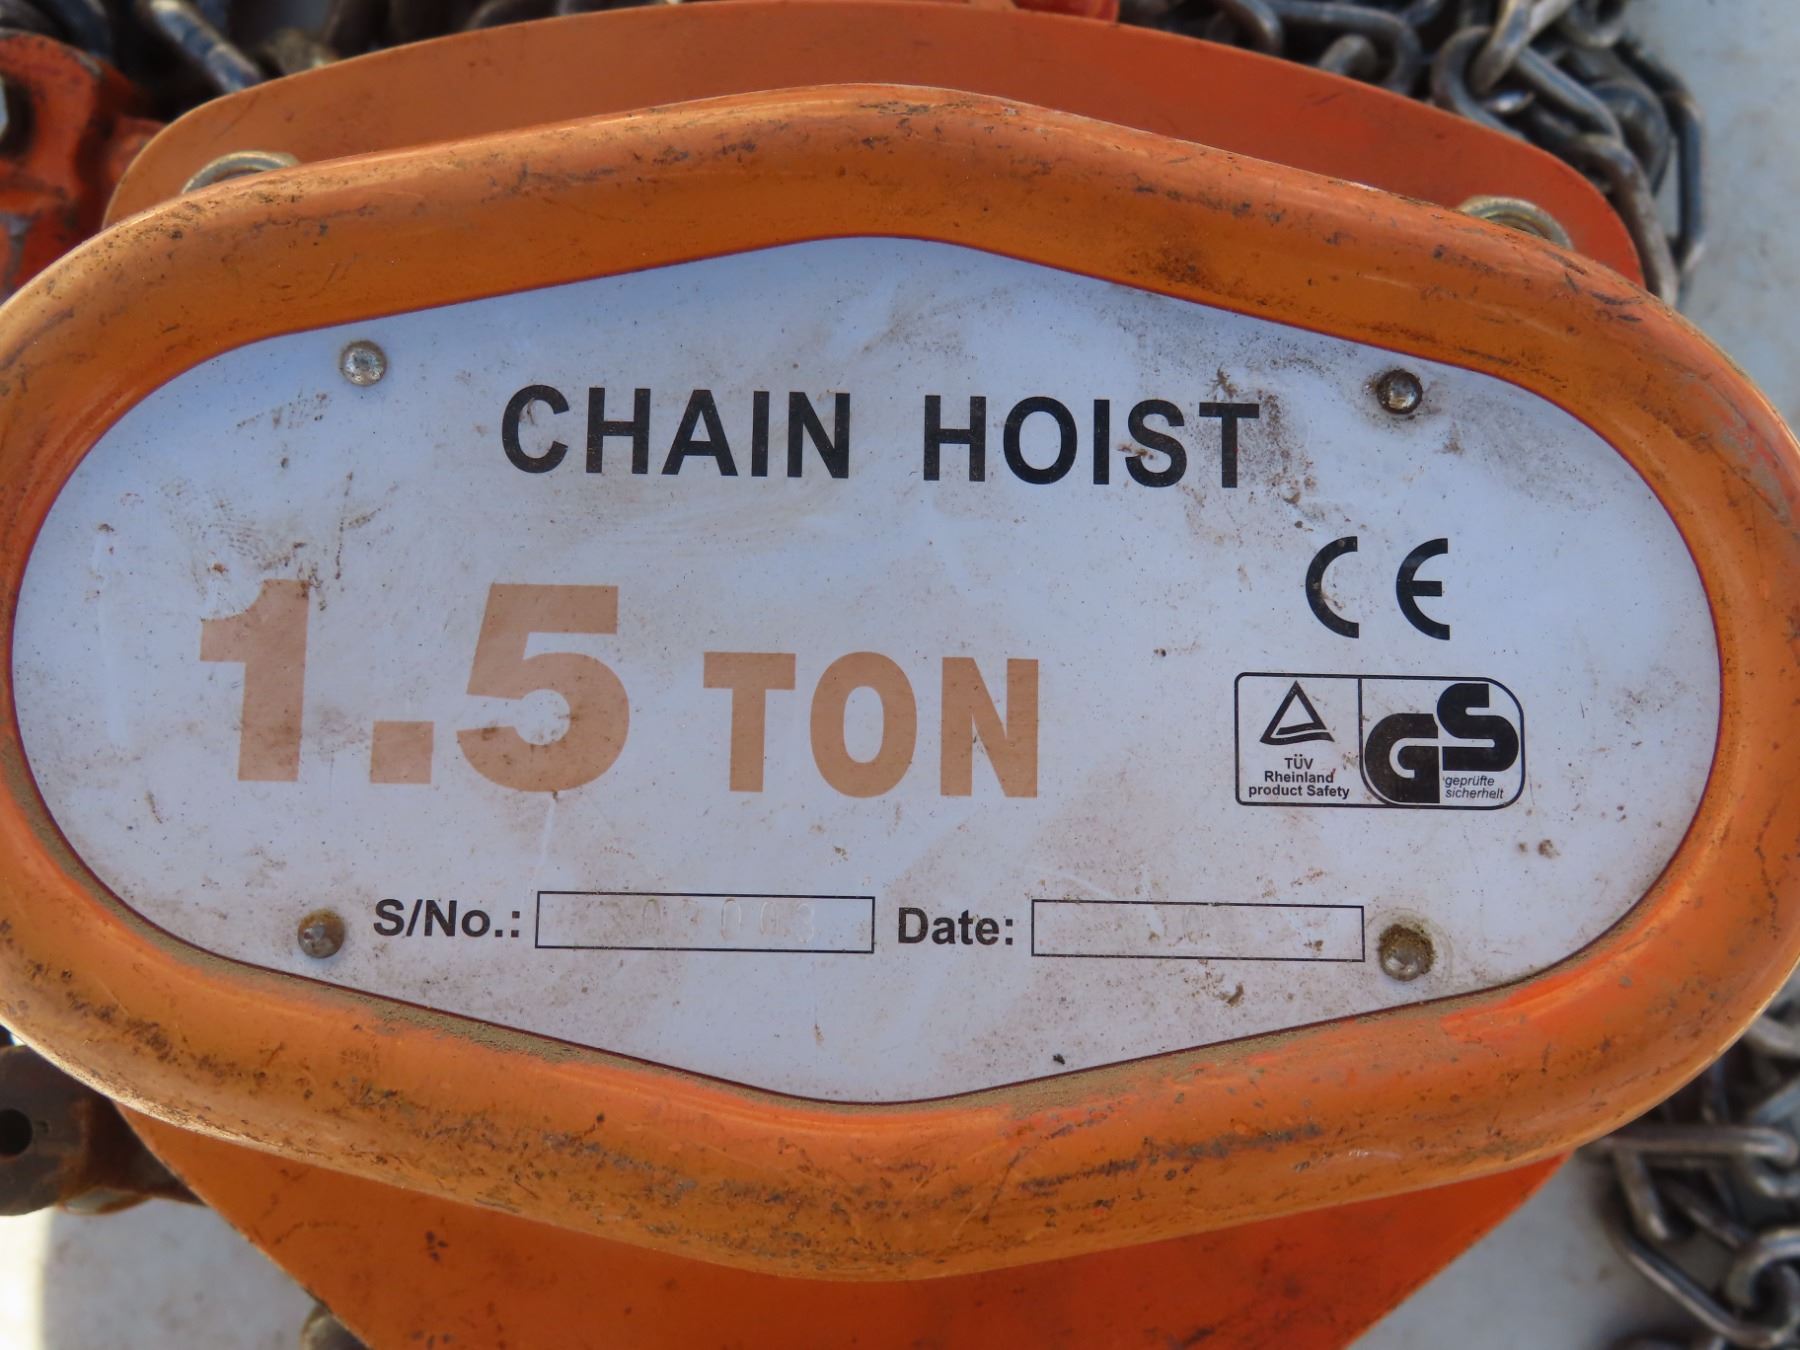 CHAIN HOIST
CE
1.5 TON
TÜV
Rheinland
product Safety
GS
geprüfte
sicherheit
S/No.: Date: